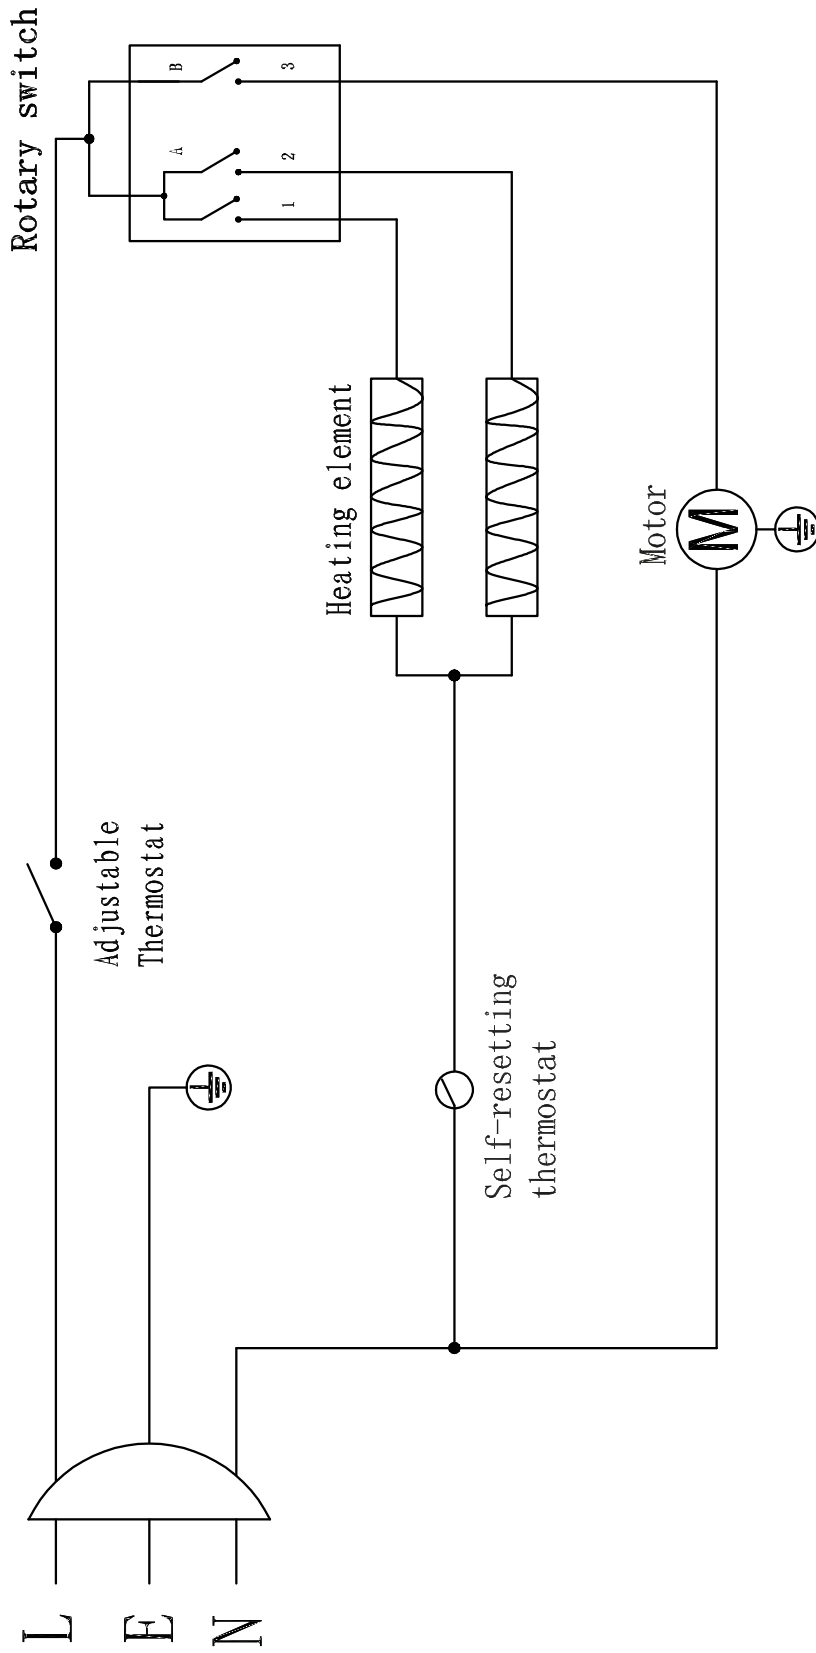 Rotary switch
B
A
3
2
1
Heating element
Motor
M
Adjustable
Thermostat
Self-resetting
thermostat
L
E
N